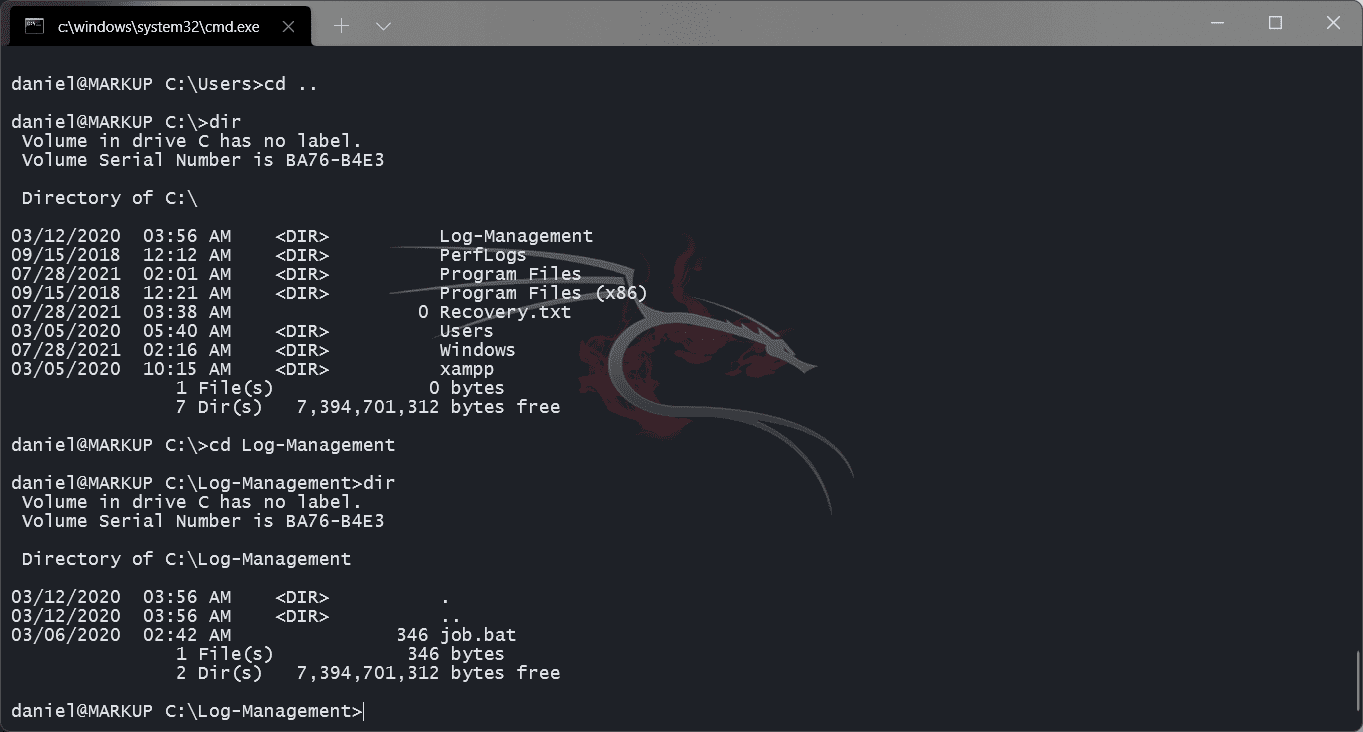 c:\windows\system32\cmd.exe
daniel@MARKUP C:\Users>cd ..
daniel@MARKUP C:\>dir
Volume in drive C has no label.
Volume Serial Number is BA76-B4E3
Directory of C:\
03/12/2020  03:56 AM    <DIR>          Log-Management
09/15/2018  12:12 AM    <DIR>          PerfLogs
07/28/2021  02:01 AM    <DIR>          Program Files
09/15/2018  12:21 AM    <DIR>          Program Files (x86)
07/28/2021  03:38 AM                 0 Recovery.txt
03/05/2020  05:40 AM    <DIR>          Users
07/28/2021  02:16 AM    <DIR>          Windows
03/05/2020  10:15 AM    <DIR>          xampp
1 File(s)              0 bytes
7 Dir(s)   7,394,701,312 bytes free
daniel@MARKUP C:\>cd Log-Management
daniel@MARKUP C:\Log-Management>dir
Volume in drive C has no label.
Volume Serial Number is BA76-B4E3
Directory of C:\Log-Management
03/12/2020  03:56 AM    <DIR>          .
03/12/2020  03:56 AM    <DIR>          ..
03/06/2020  02:42 AM               346 job.bat
1 File(s)            346 bytes
2 Dir(s)   7,394,701,312 bytes free
daniel@MARKUP C:\Log-Management>